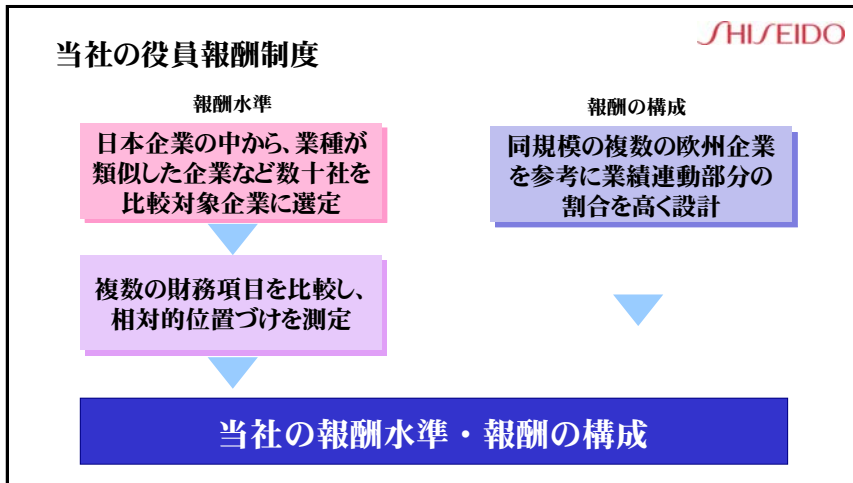 SHISEIDO
当社の役員報酬制度
報酬水準
日本企業の中から、業種が
類似した企業など数十社を
比較対象企業に選定
複数の財務項目を比較し、
相対的位置づけを測定
報酬の構成
同規模の複数の欧州企業
を参考に業績連動部分の
割合を高く設計
当社の報酬水準・報酬の構成